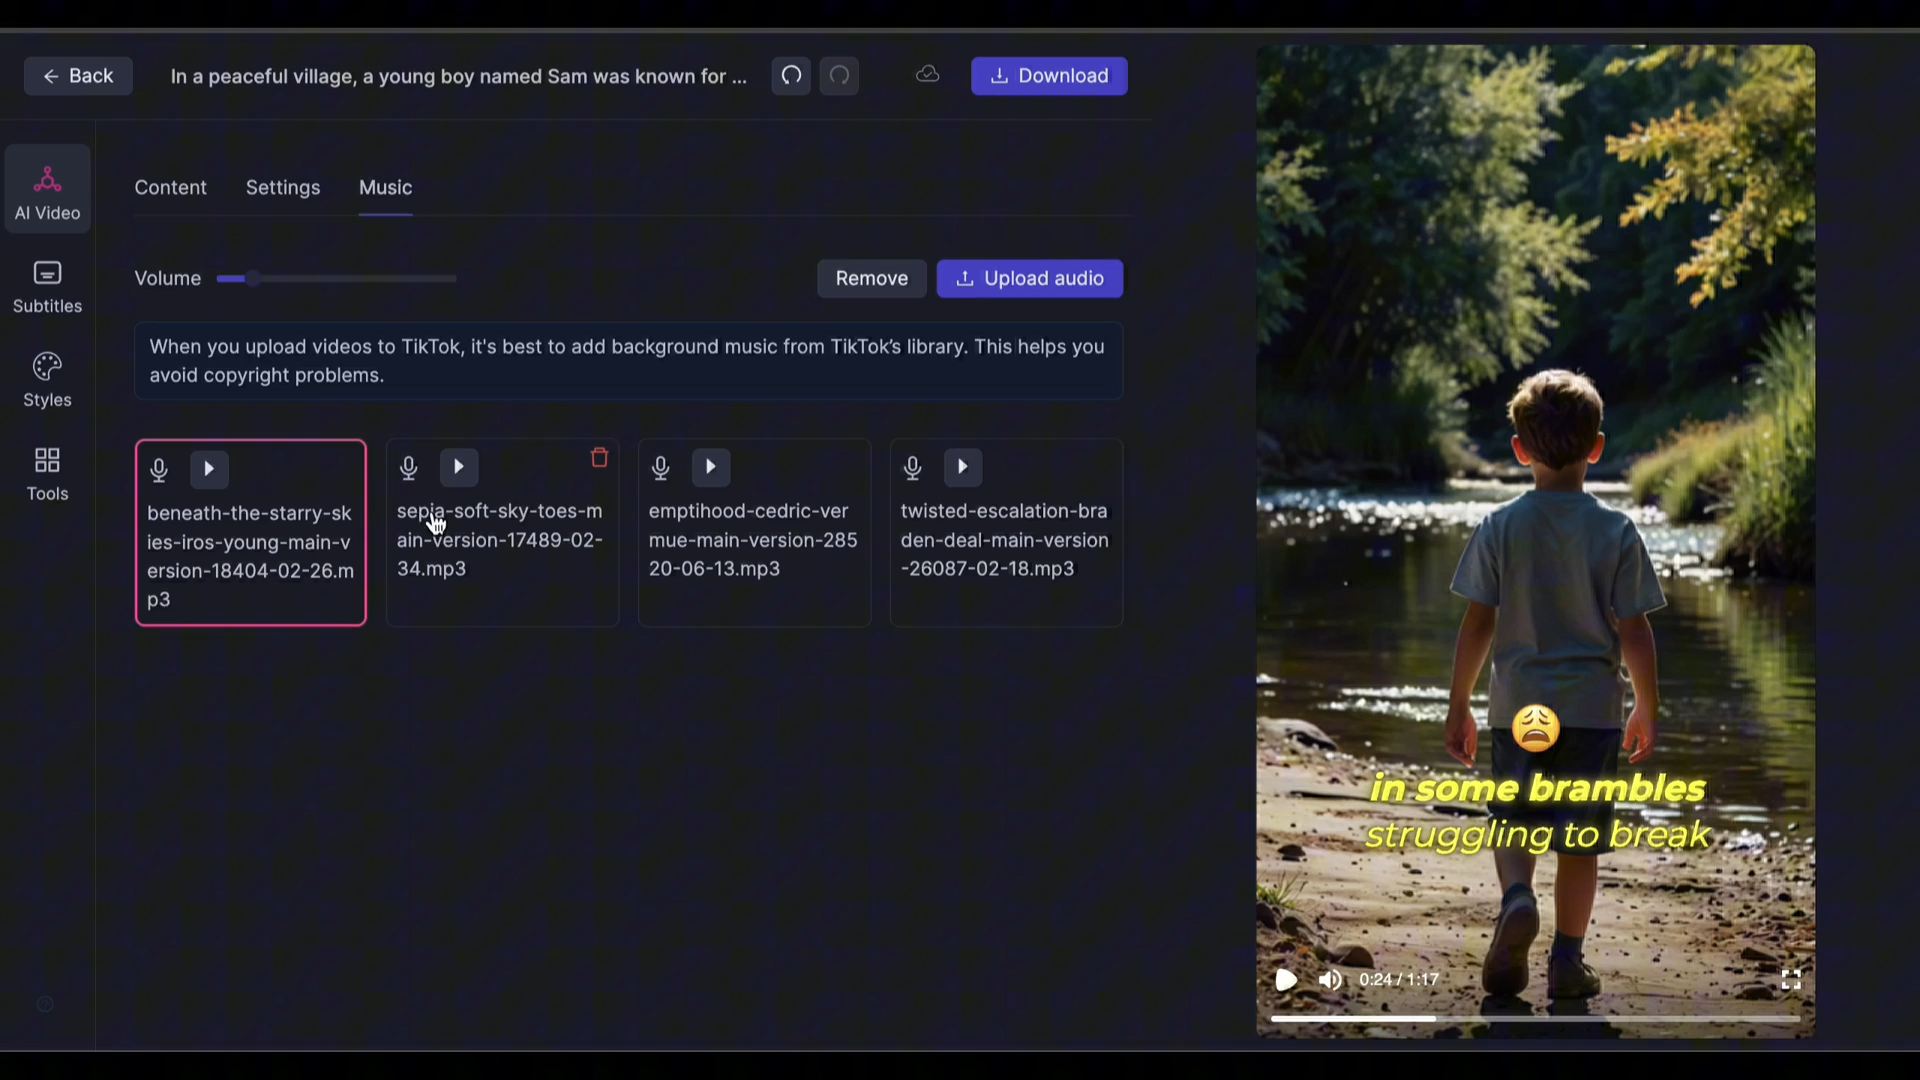 Back
In a peaceful village, a young boy named Sam was known for ...
Download
AI Video
Subtitles
Styles
Tools
Content
Settings
Music
Volume
Remove
Upload audio
When you upload videos to TikTok, it's best to add background music from TikTok's library. This helps you
avoid copyright problems.
beneath-the-starry-sk
ies-iros-young-main-v
ersion-18404-02-26.m
p3
sepia-soft-sky-toes-m
ain-version-17489-02-
34.mp3
emptihood-cedric-ver
mue-main-version-285
20-06-13.mp3
twisted-escalation-bra
den-deal-main-version
-26087-02-18.mp3
in some brambles
struggling to break
0:24 / 1:17